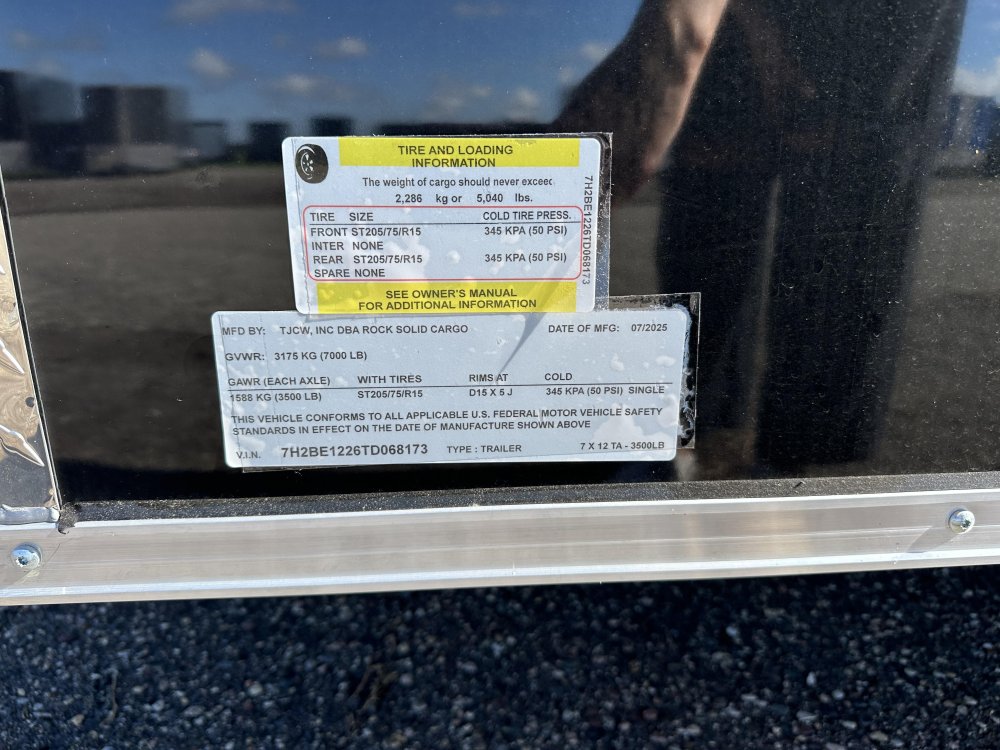 TIRE AND LOADING
INFORMATION
The weight of cargo should never exceed
2,286 kg or 5,040 lbs.
TIRE SIZE COLD TIRE PRESS.
FRONT ST205/75/R15 345 KPA (50 PSI)
INTER NONE
REAR ST205/75/R15 345 KPA (50 PSI)
SPARE NONE
SEE OWNER'S MANUAL
FOR ADDITIONAL INFORMATION
7H2BE1226TD068173
MFD BY: TJCW, INC DBA ROCK SOLID CARGO DATE OF MFG: 07/2025
GVWR: 3175 KG (7000 LB)
GAWR (EACH AXLE) WITH TIRES RIMS AT COLD
1588 KG (3500 LB) ST205/75/R15 D15 X 5 J 345 KPA (50 PSI) SINGLE
THIS VEHICLE CONFORMS TO ALL APPLICABLE U.S. FEDERAL MOTOR VEHICLE SAFETY
STANDARDS IN EFFECT ON THE DATE OF MANUFACTURE SHOWN ABOVE
V.I.N. 7H2BE1226TD068173 TYPE : TRAILER 7 X 12 TA - 3500LB